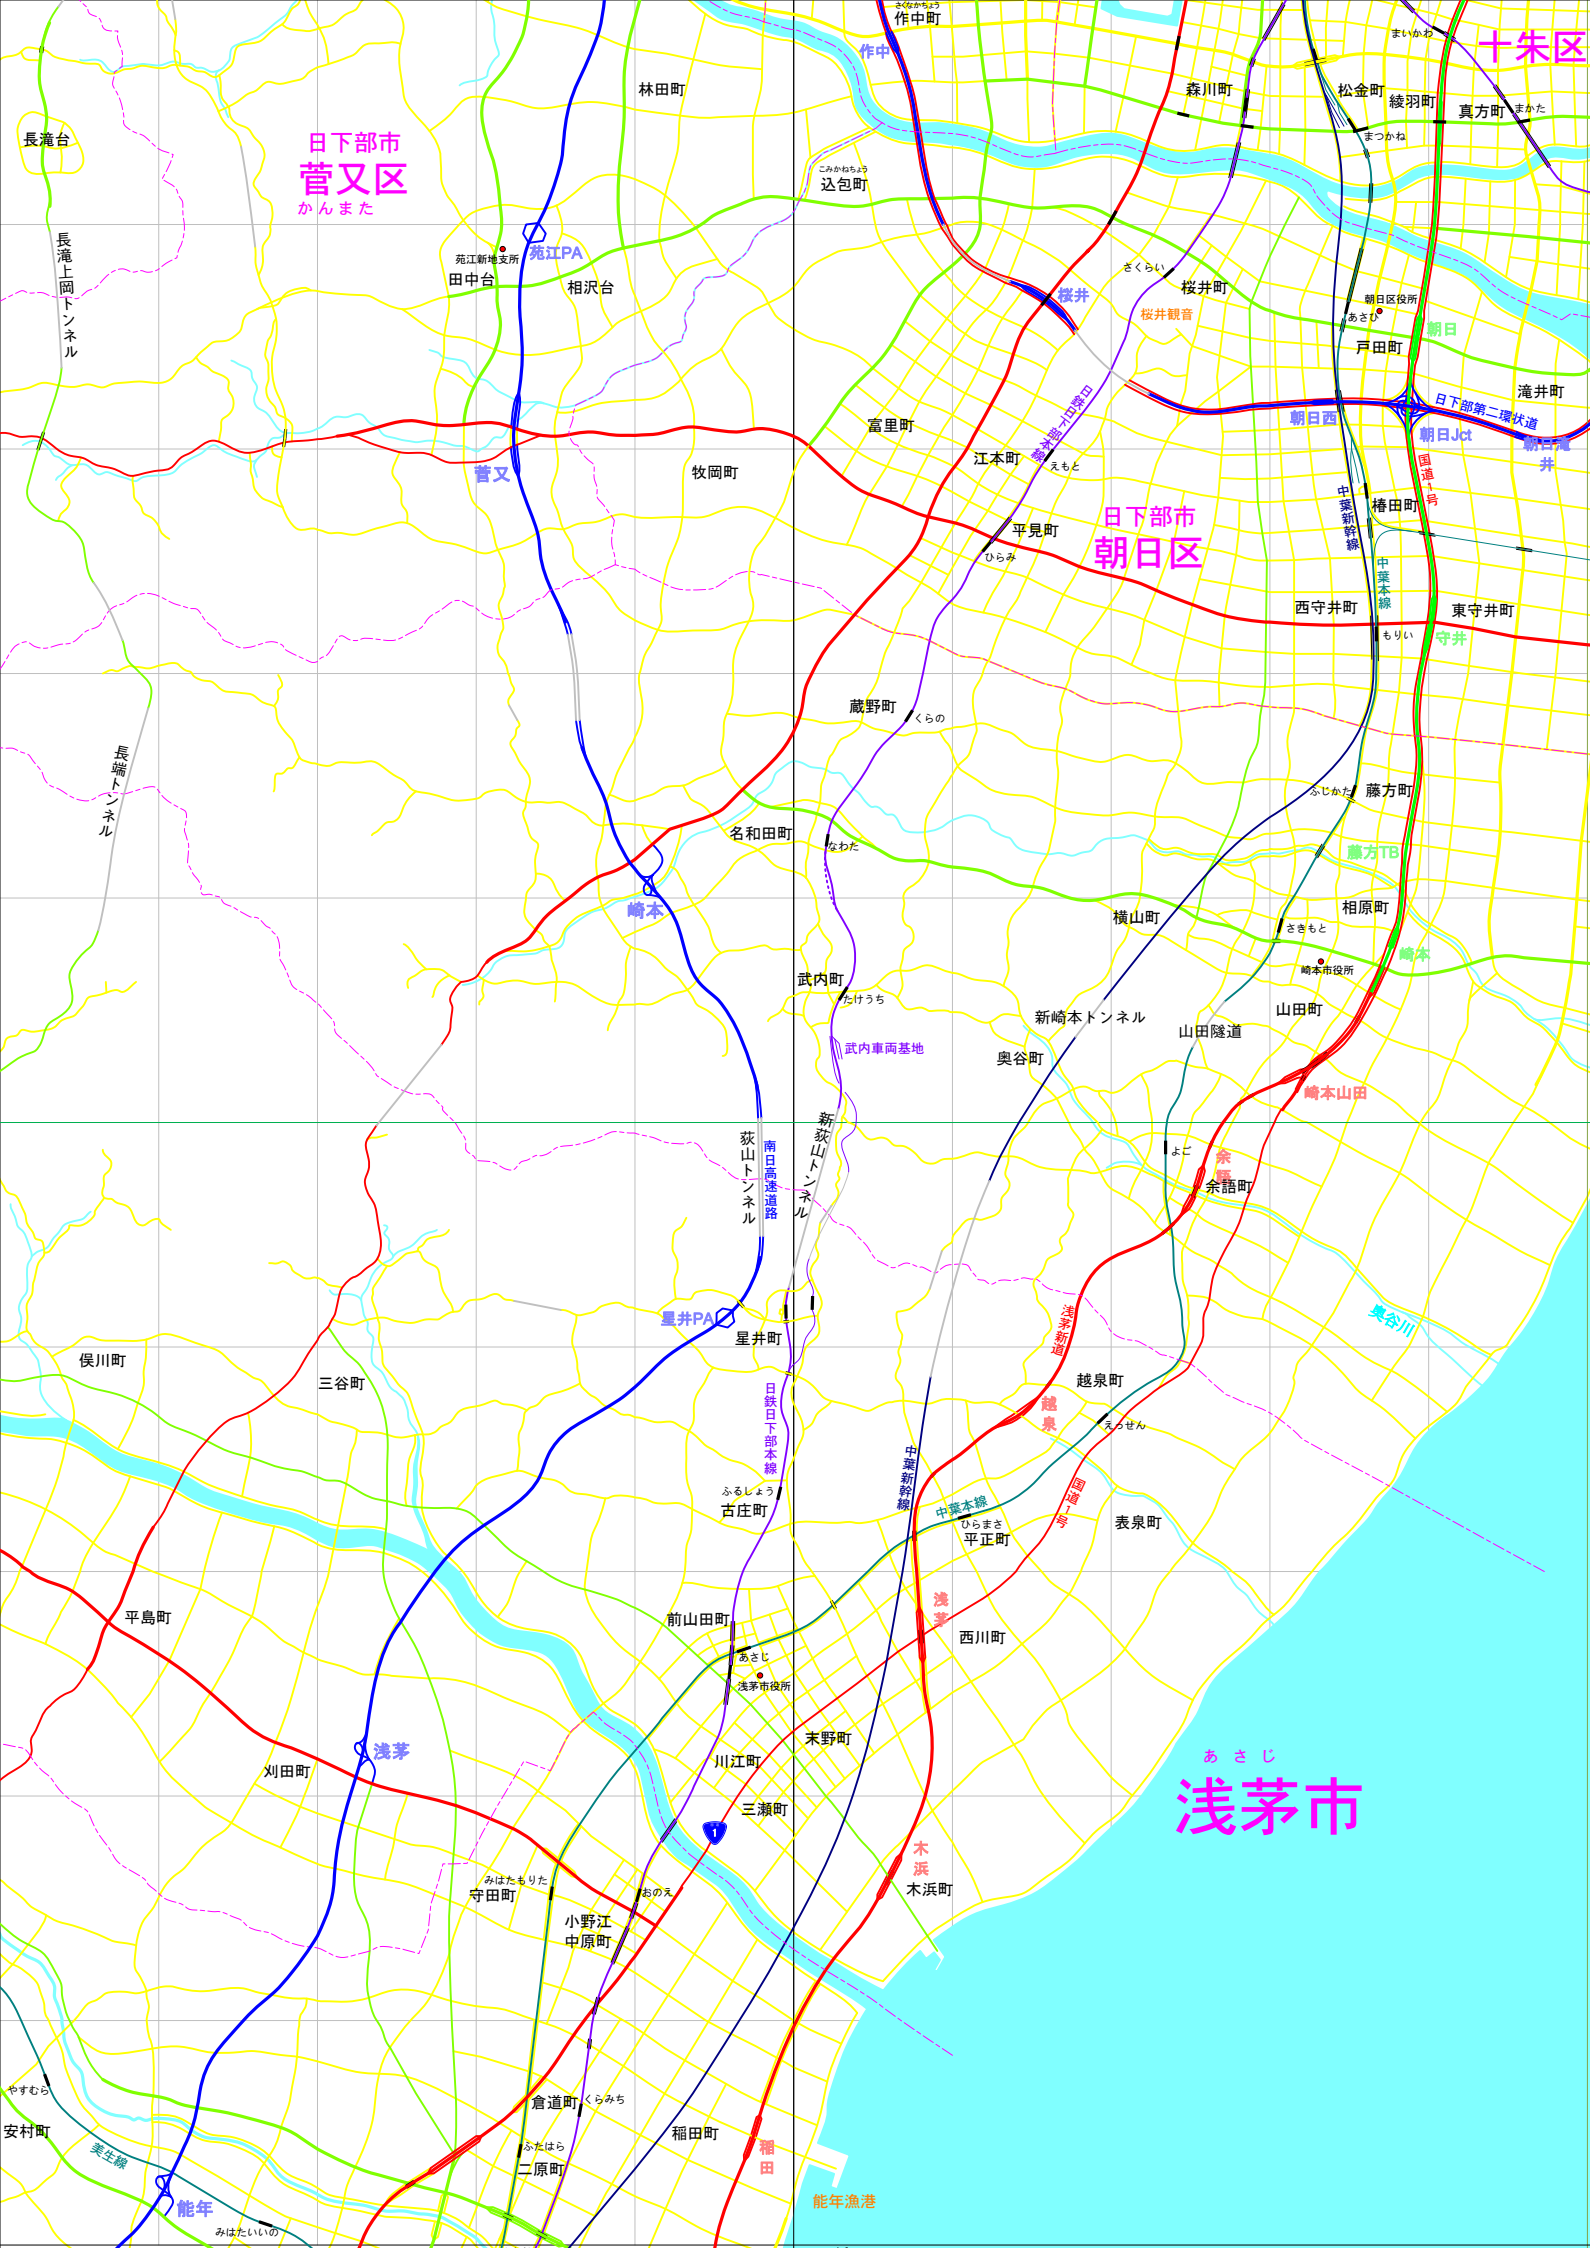 さくなかちょう
作中町
作中
まいかわ
十朱区
林田町
森川町
松金町
綾羽町
真方町
まかた
まつかね
長滝台
日下部市
菅又区
かんまた
こみかねちょう
込包町
長滝上岡トンネル
苑江新地支所
苑江PA
田中台
相沢台
さくらい
桜井町
桜井
桜井観音
朝日区役所
あさひ
朝日
戸田町
滝井町
日下部第二環状道
朝日西
朝日Jct
朝日滝
井
日鉄日下部本線
富里町
江本町
えもと
菅又
牧岡町
国道1号
中葉新幹線
椿田町
日下部市
朝日区
平見町
ひらみ
中葉本線
西守井町
東守井町
もりい
守井
蔵野町
くらの
長端トンネル
ふじかた
藤方町
名和田町
なわた
藤方TB
崎本
横山町
相原町
さきもと
崎本
崎本市役所
武内町
たけうち
新崎本トンネル
山田町
山田隧道
武内車両基地
奥谷町
崎本山田
荻山トンネル
南日高速道路
新荻山トンネル
よご
余
語
余語町
星井PA
星井町
浅茅新道
奥谷川
俣川町
三谷町
越泉町
越
泉
えっせん
日鉄日下部本線
中葉新幹線
ふるしょう
古庄町
中葉本線
ひらまさ
平正町
国道1号
表泉町
平島町
前山田町
浅
茅
西川町
あさじ
浅茅市役所
末野町
浅茅
川江町
刈田町
あさじ
浅茅市
三瀬町
1
木
浜
木浜町
みはたもりた
守田町
おのえ
小野江
中原町
やすむら
安村町
倉道町
くらみち
稲田町
美生線
ふたはら
二原町
稲
田
能年
能年漁港
みはたいいの